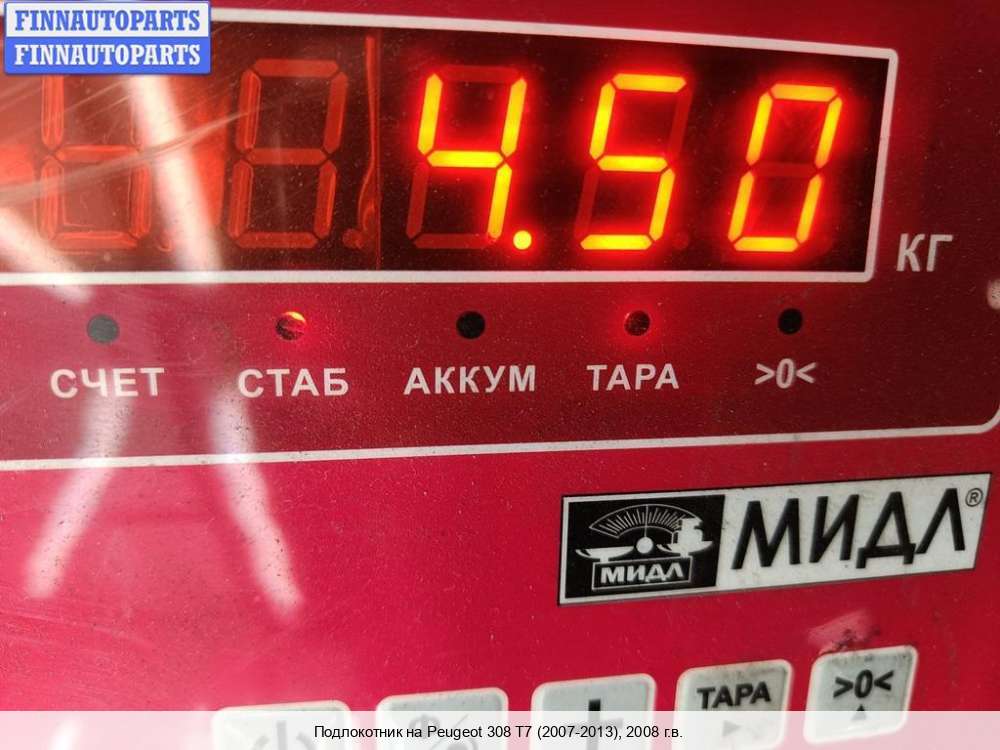 FINNAUTOPARTS
FINNAUTOPARTS
4.50
КГ
СЧЕТ СТАБ АККУМ ТАРА >0<
МИДЛ МИДЛ®
+ ТАРА >0<
Подлокотник на Peugeot 308 T7 (2007-2013), 2008 г.в.